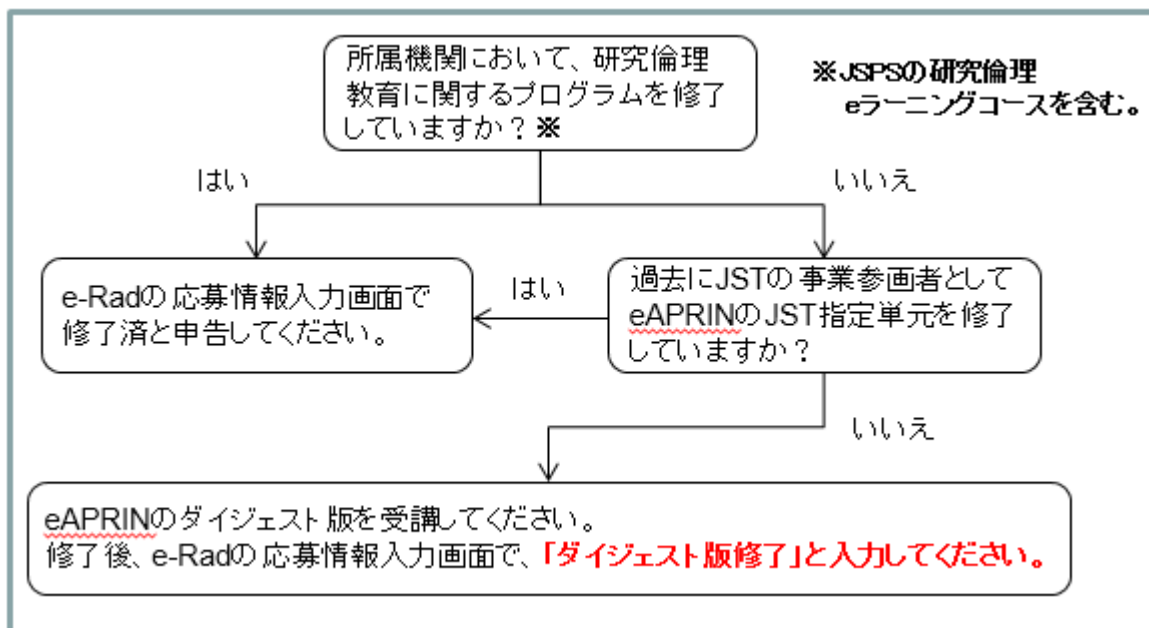 所属機関において、研究倫理
教育に関するプログラムを修了
していますか？※
※JSPSの研究倫理
eラーニングコースを含む。
はい
いいえ
e-Radの応募情報入力画面で
修了済と申告してください。
はい
過去にJSTの事業参画者として
eAPRINのJST指定単元を修了
していますか？
いいえ
eAPRINのダイジェスト版を受講してください。
修了後、e-Radの応募情報入力画面で、「ダイジェスト版修了」と入力してください。